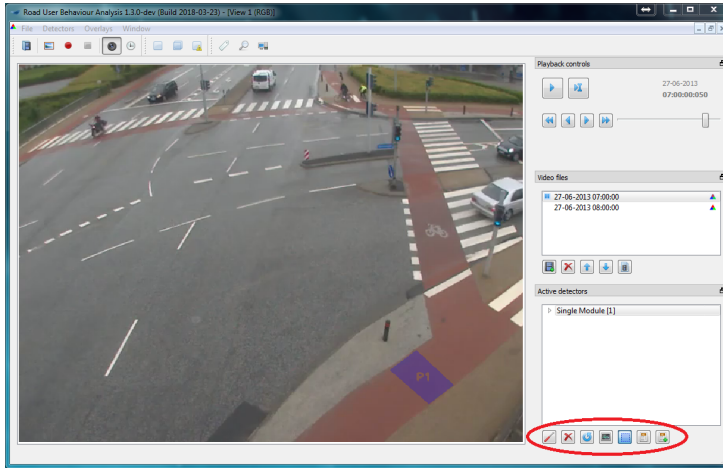 Road User Behaviour Analysis 1.3.0-dev (Build 2018-03-23) - [View 1 (RGB)]
File Detectors Overlays Window
Playback controls
27-06-2013
07:00:00:050
Video files
27-06-2013 07:00:00
27-06-2013 08:00:00
Active detectors
Single Module [1]
P1